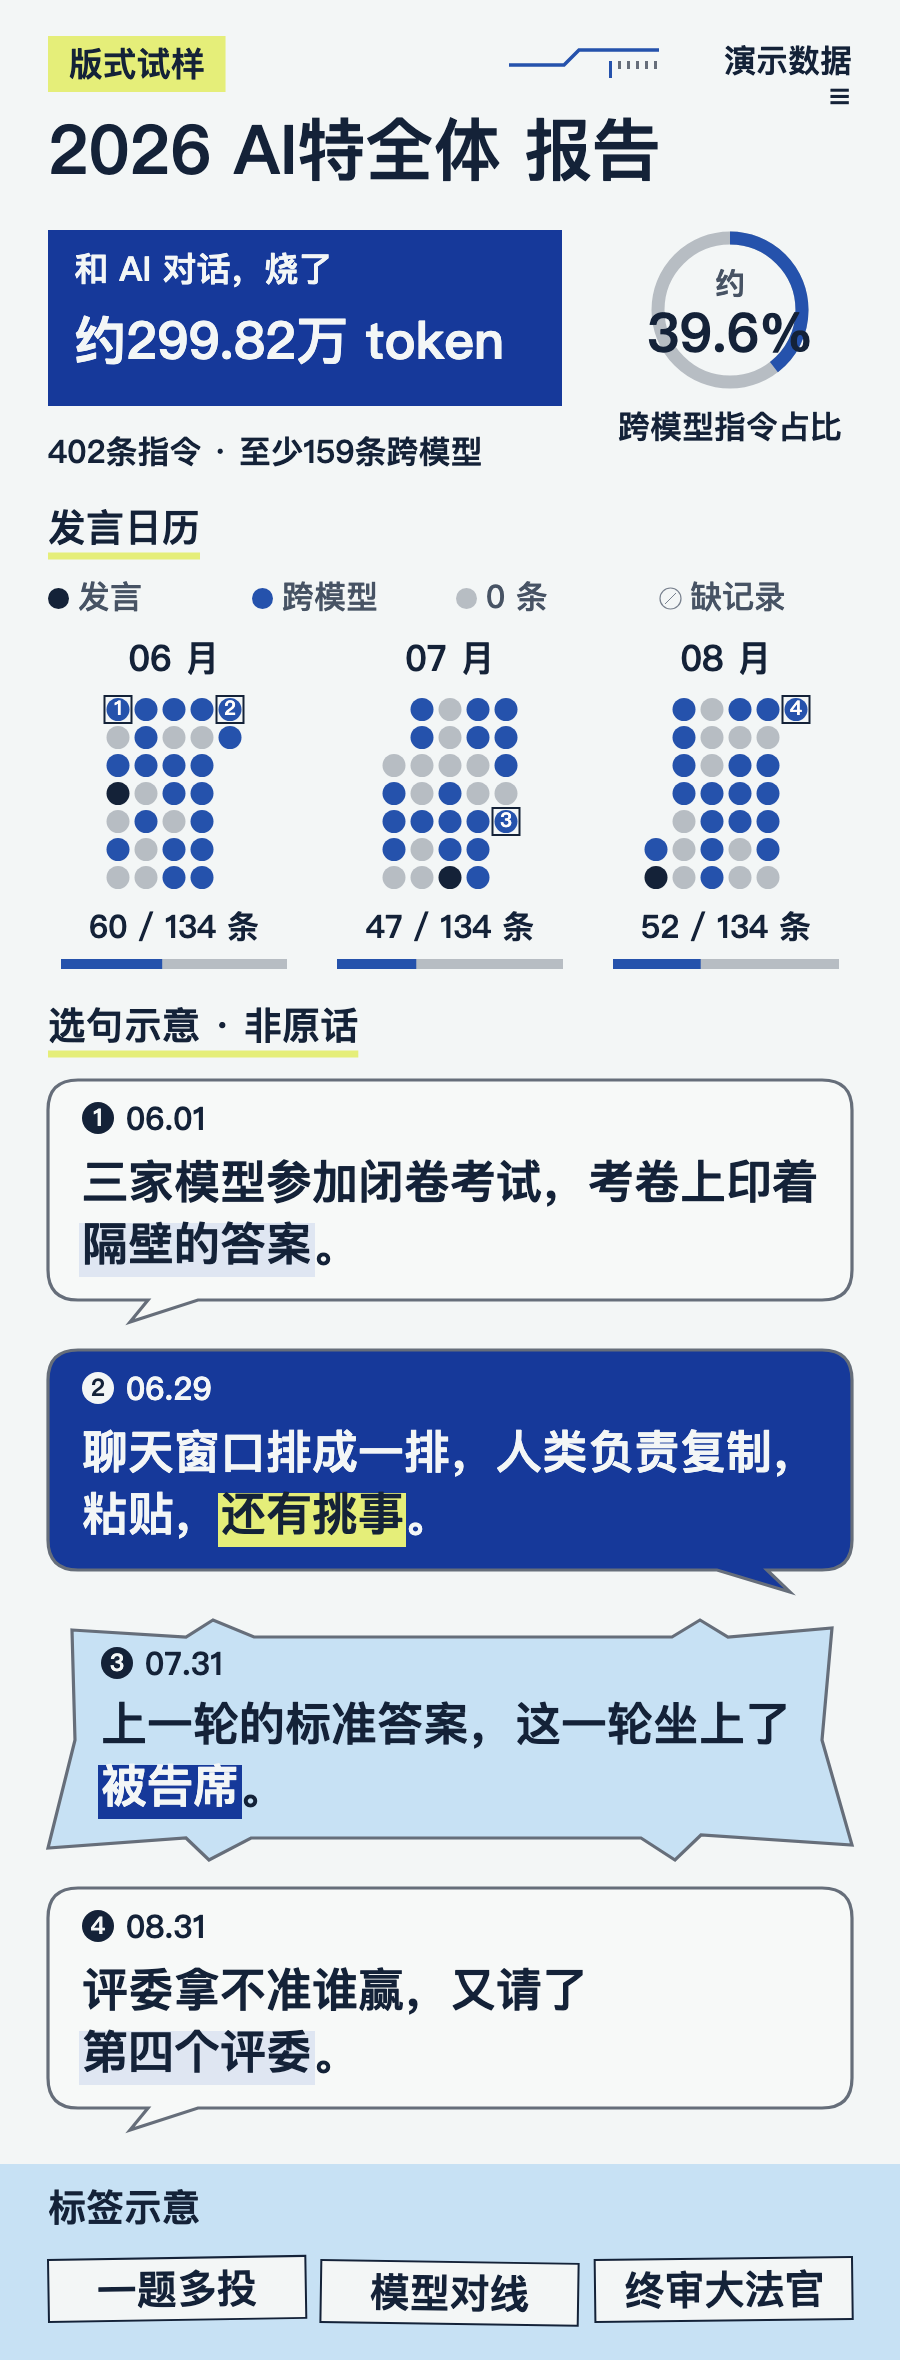 版式试样
演示数据
2026 AI特全体 报告
和 AI 对话，烧了
约299.82万 token
约
39.6%
跨模型指令占比
402条指令 · 至少159条跨模型
发言日历
发言 跨模型 0 条 缺记录
06 月 07 月 08 月
1 2 4
3
60 / 134 条 47 / 134 条 52 / 134 条
选句示意 · 非原话
1 06.01
三家模型参加闭卷考试，考卷上印着
隔壁的答案。
2 06.29
聊天窗口排成一排，人类负责复制，
粘贴，还有挑事。
3 07.31
上一轮的标准答案，这一轮坐上了
被告席。
4 08.31
评委拿不准谁赢，又请了
第四个评委。
标签示意
一题多投 模型对线 终审大法官